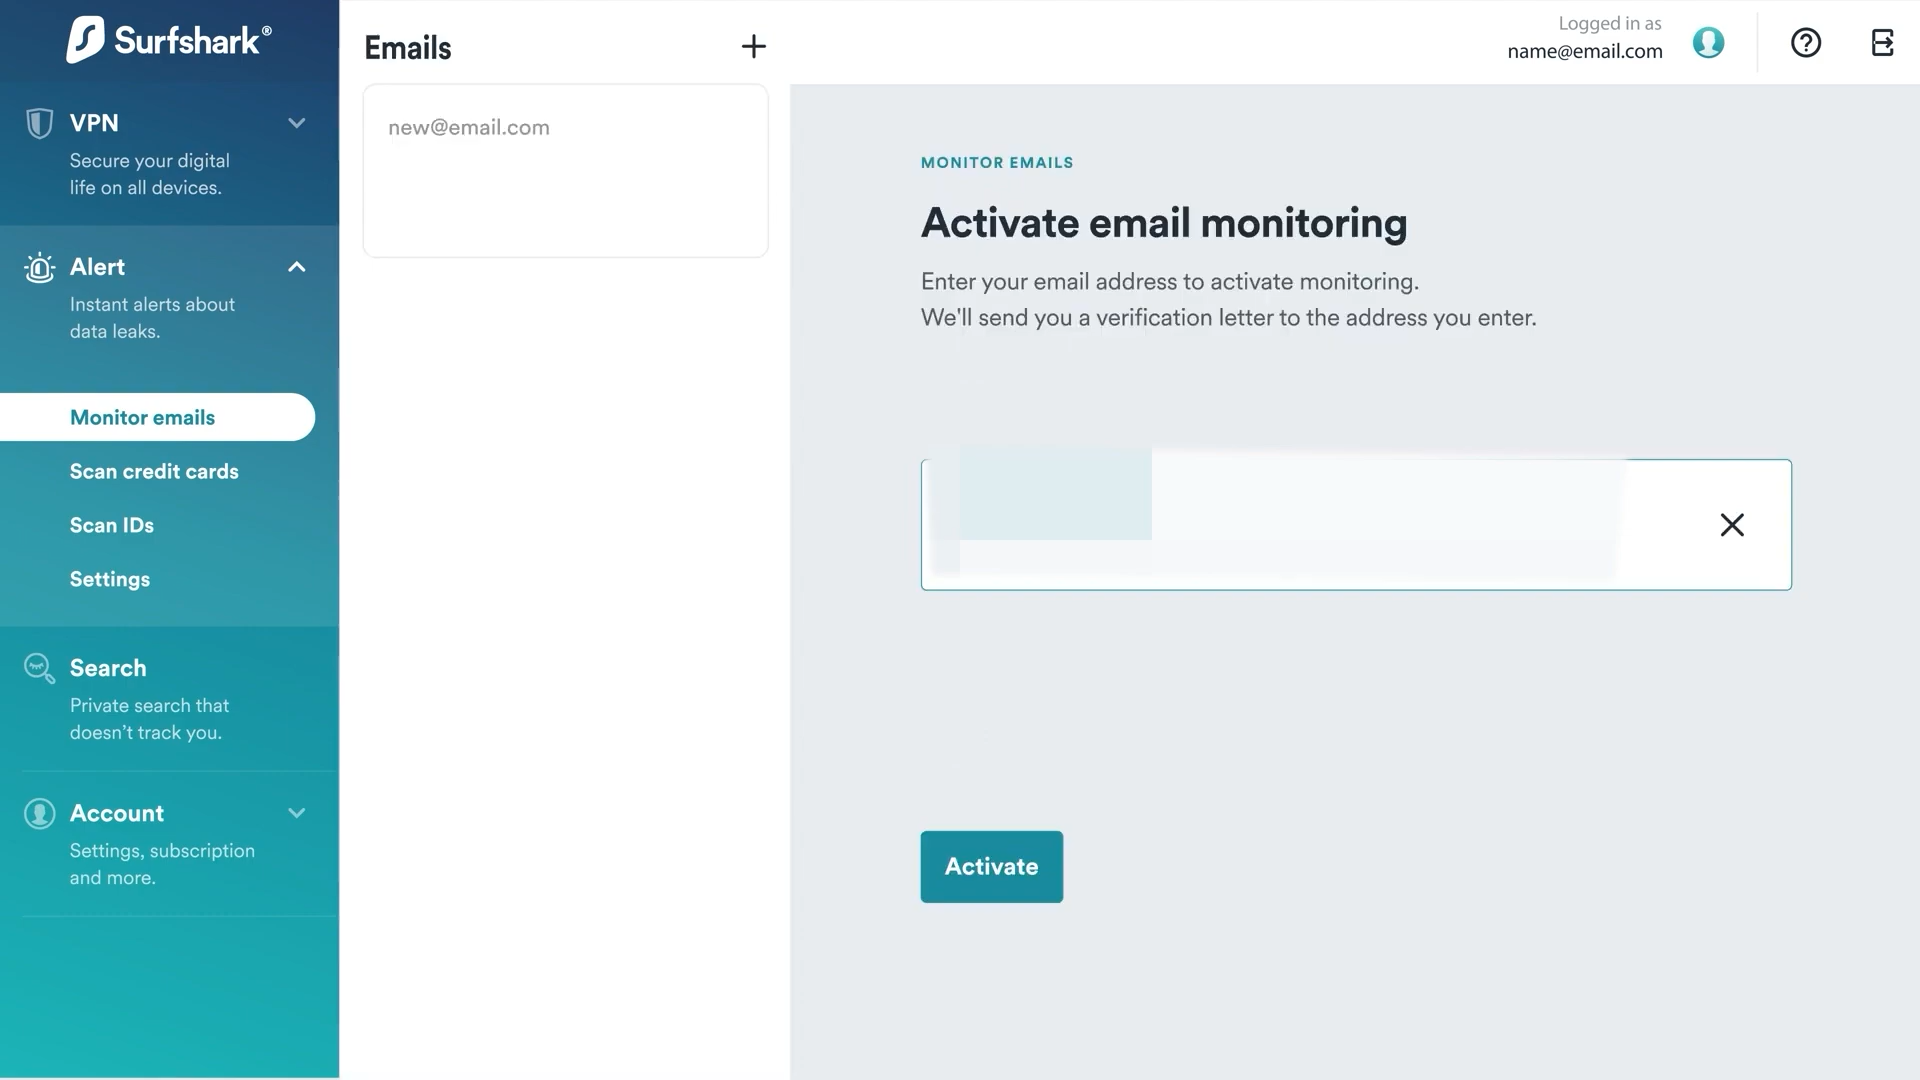 Surfshark®
VPN
Secure your digital
life on all devices.
Alert
Instant alerts about
data leaks.
Monitor emails
Scan credit cards
Scan IDs
Settings
Search
Private search that
doesn’t track you.
Account
Settings, subscription
and more.
Emails
new@email.com
Logged in as
name@email.com
MONITOR EMAILS
Activate email monitoring
Enter your email address to activate monitoring.
We'll send you a verification letter to the address you enter.
Activate